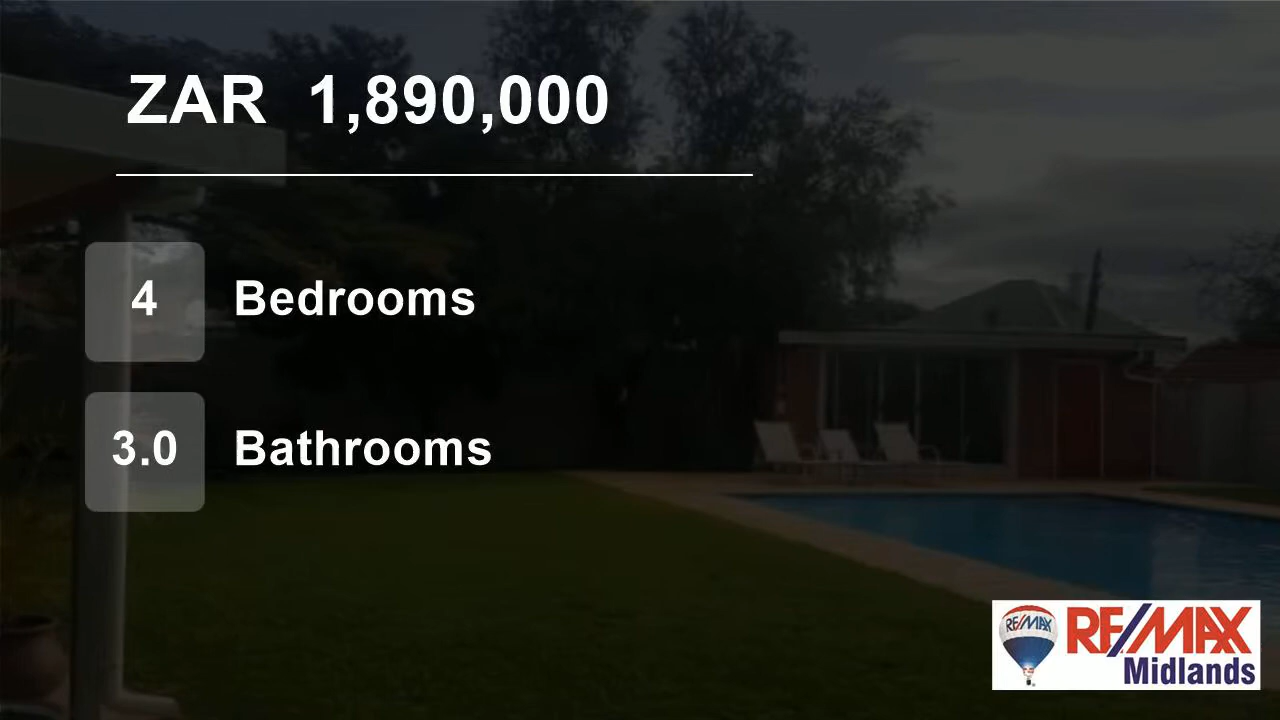 ZAR 1,890,000
4 Bedrooms
3.0 Bathrooms
RE/MAX
RE/MAX
Midlands